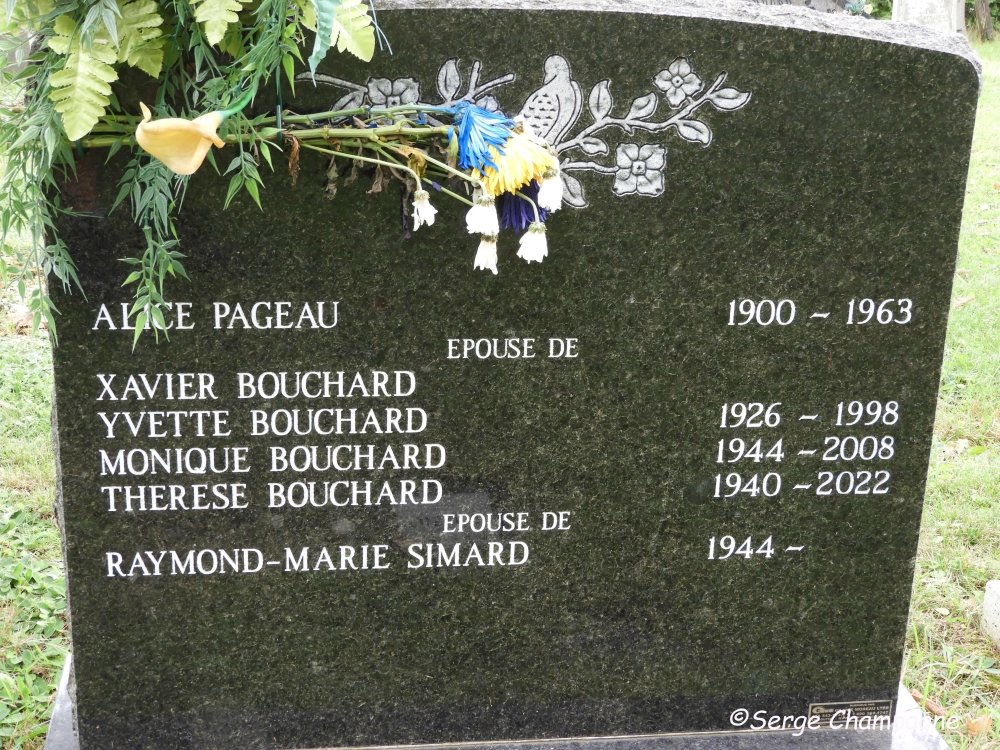 ALICE PAGEAU 1900 - 1963
EPOUSE DE
XAVIER BOUCHARD
YVETTE BOUCHARD 1926 - 1998
MONIQUE BOUCHARD 1944 - 2008
THERESE BOUCHARD 1940 - 2022
EPOUSE DE
RAYMOND-MARIE SIMARD 1944 -
©Serge Champagne